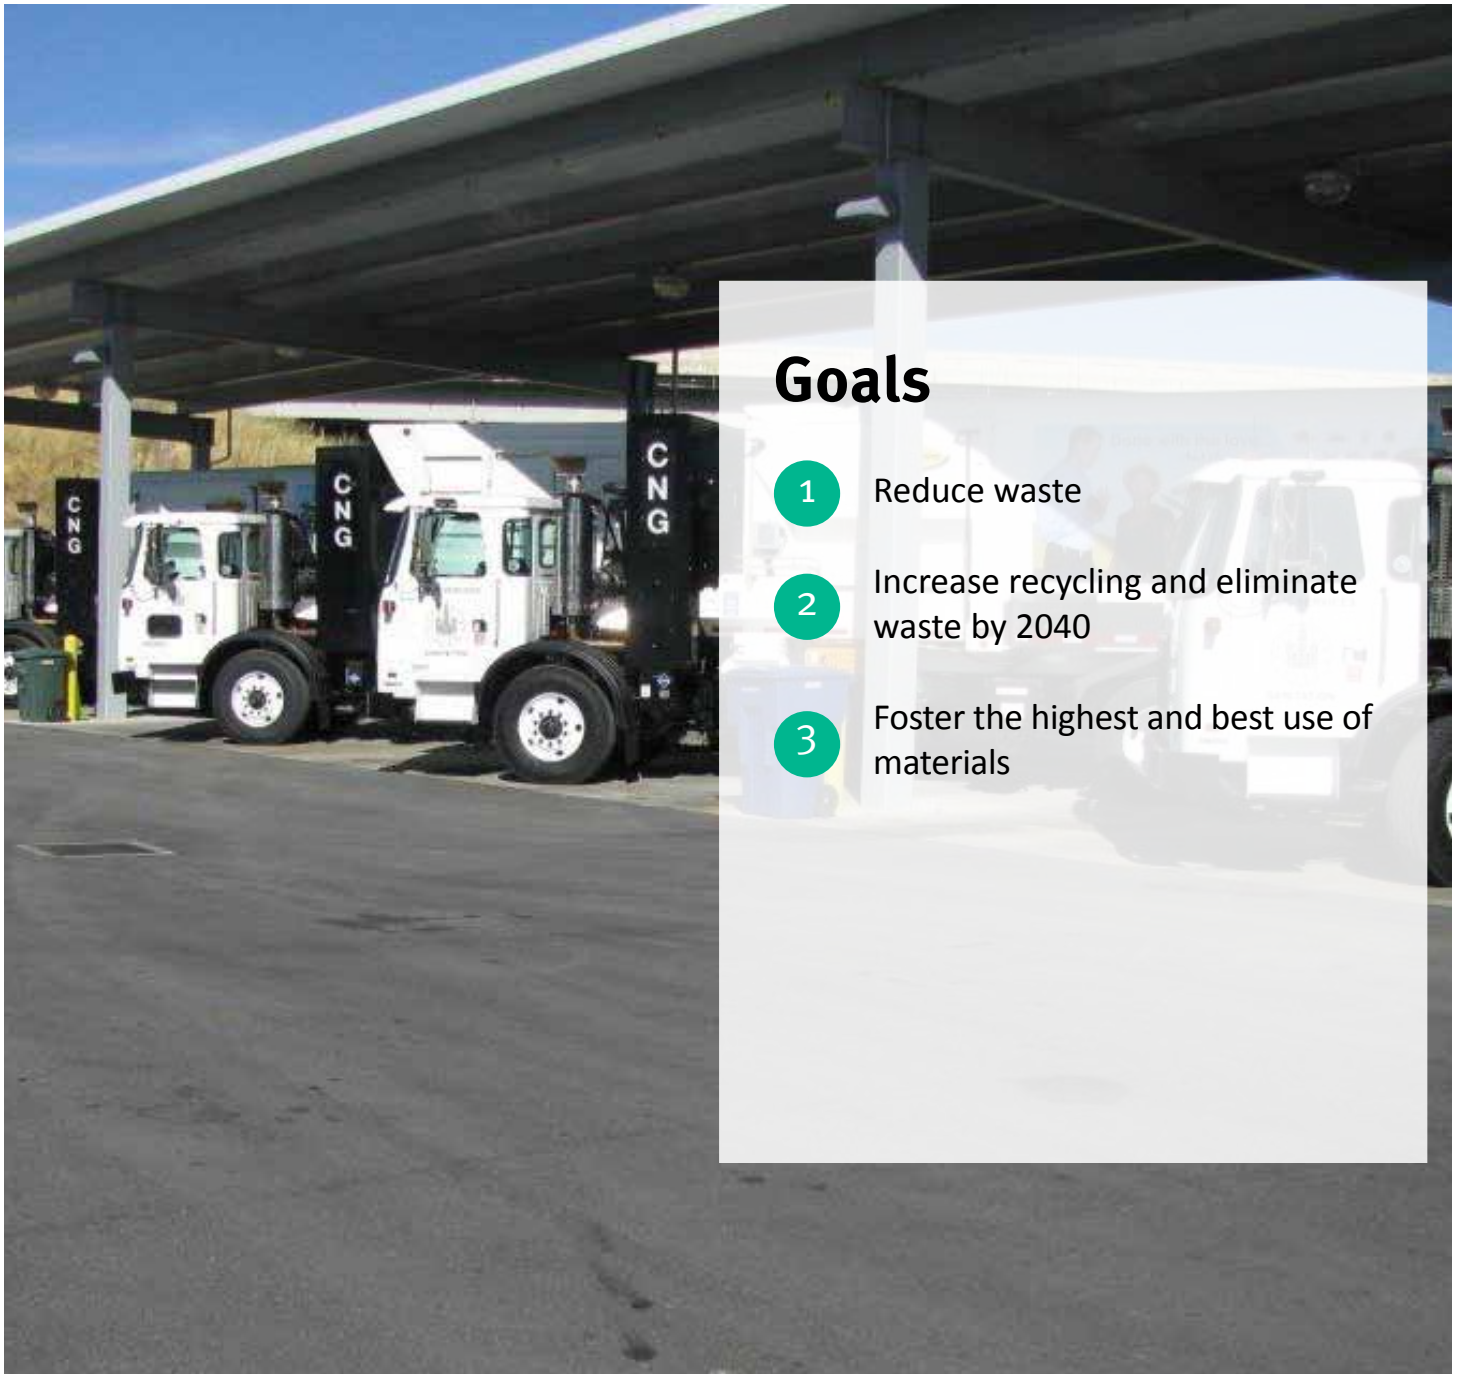 CNG
CNG
CNG
Goals
1 Reduce waste
2 Increase recycling and eliminate
waste by 2040
3 Foster the highest and best use of
materials